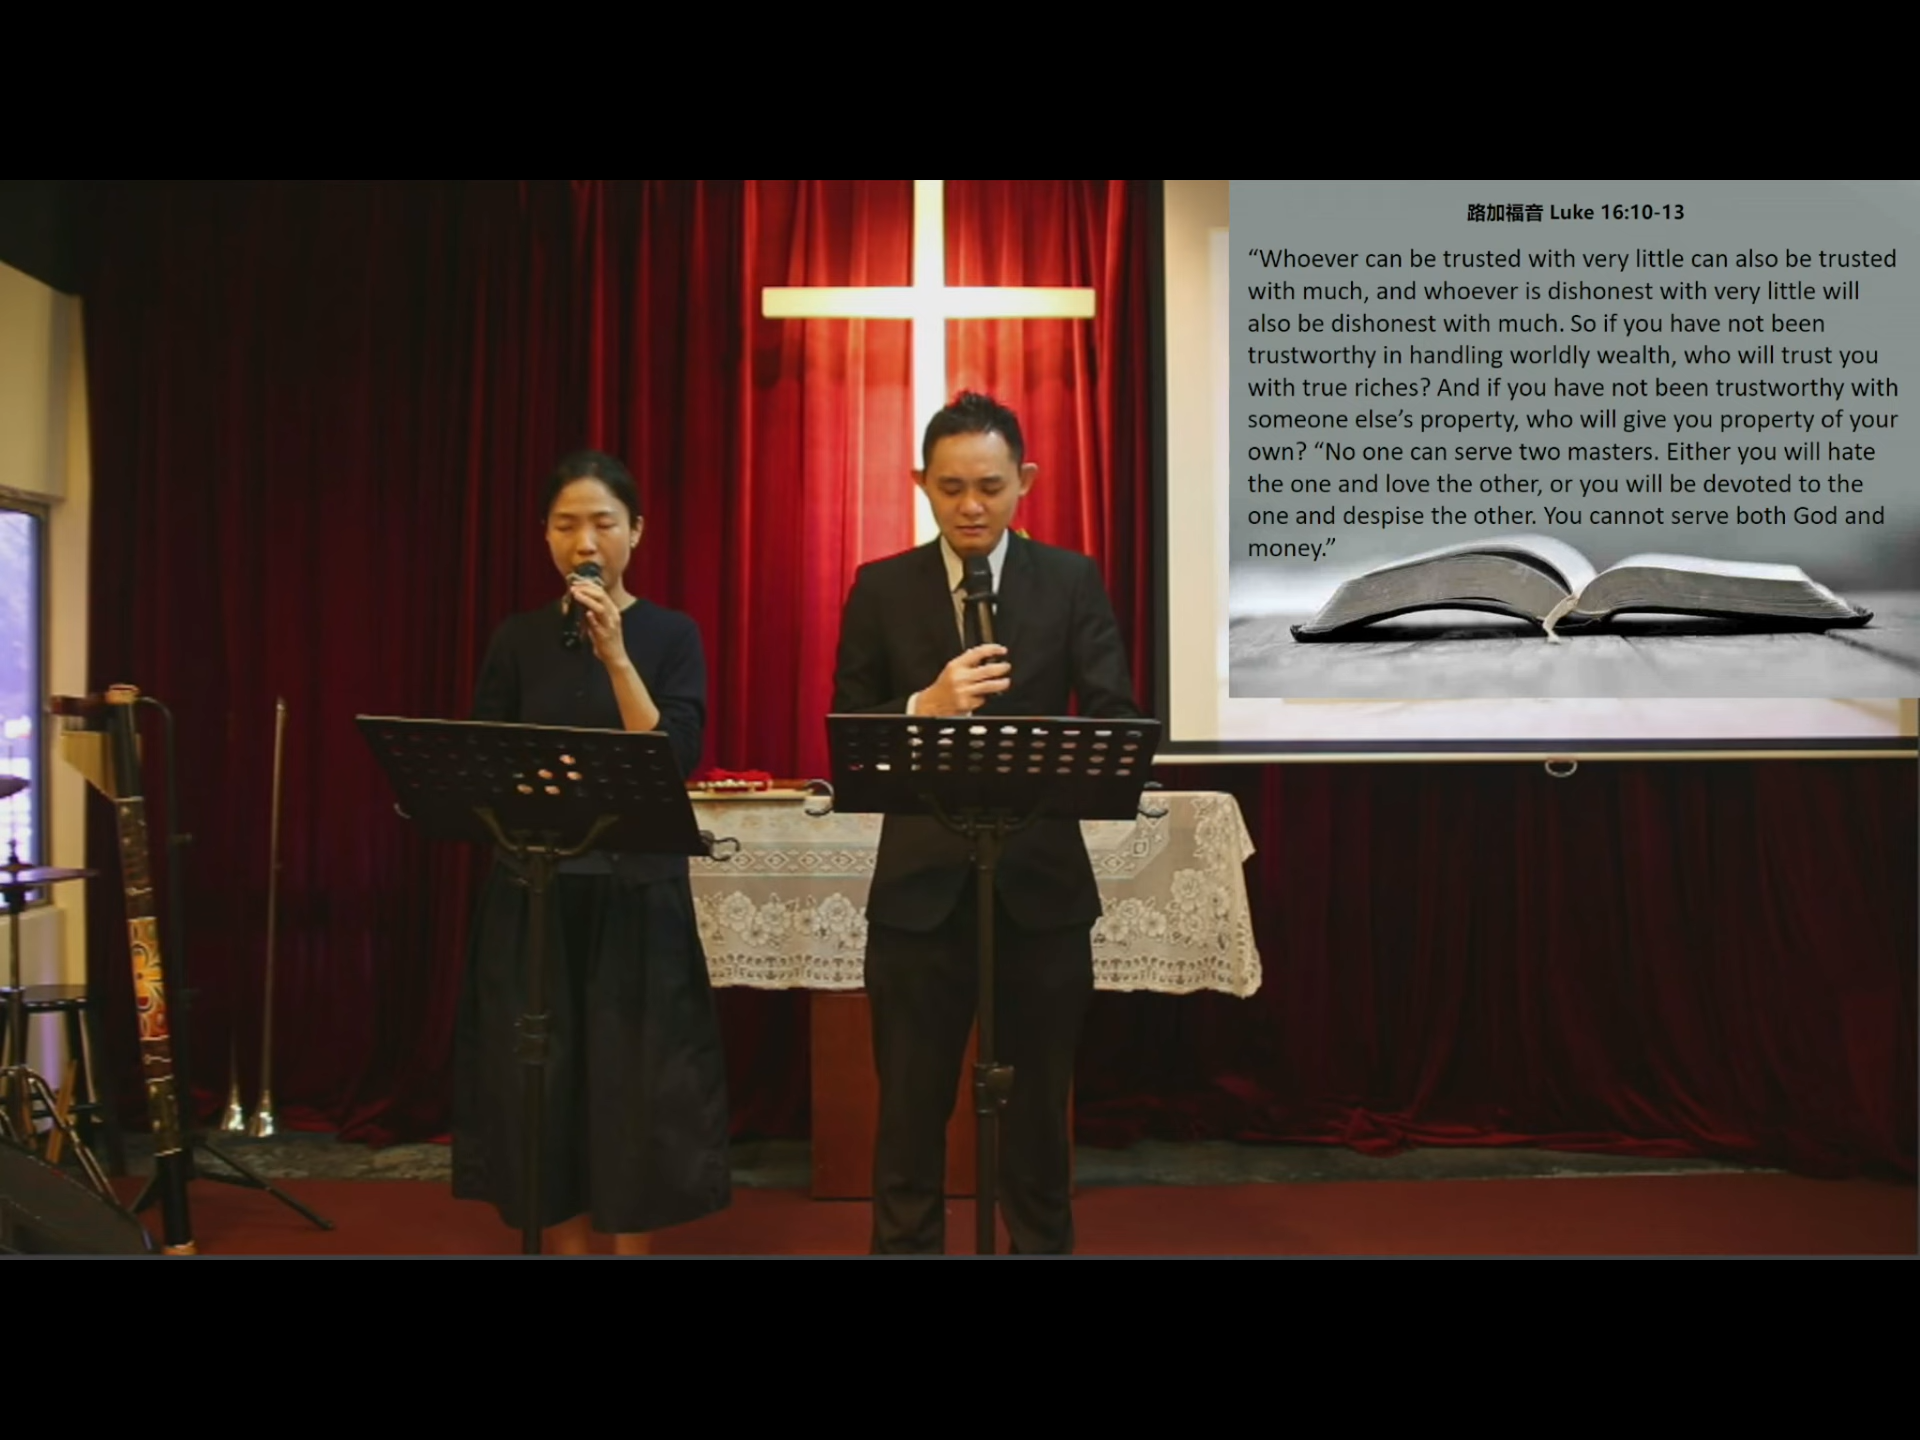 路加福音 Luke 16:10-13
“Whoever can be trusted with very little can also be trusted
with much, and whoever is dishonest with very little will
also be dishonest with much. So if you have not been
trustworthy in handling worldly wealth, who will trust you
with true riches? And if you have not been trustworthy with
someone else’s property, who will give you property of your
own? “No one can serve two masters. Either you will hate
the one and love the other, or you will be devoted to the
one and despise the other. You cannot serve both God and
money.”